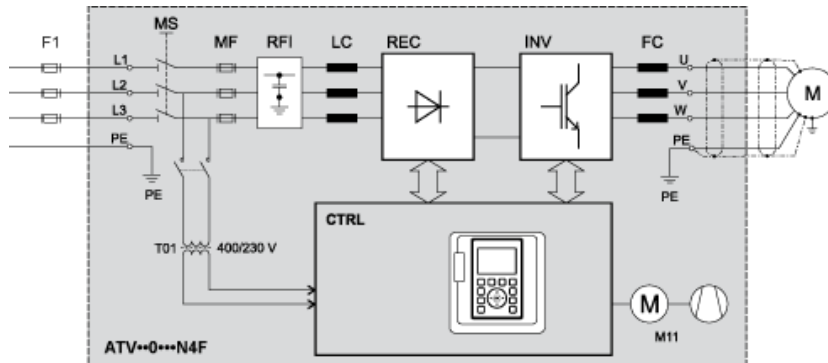 F1
MS
MF
RFI
LC
REC
INV
FC
L1
L2
L3
PE
PE
U
V
W
PE
PE
M
T01
400/230 V
CTRL
M
M11
ATV••0•••N4F